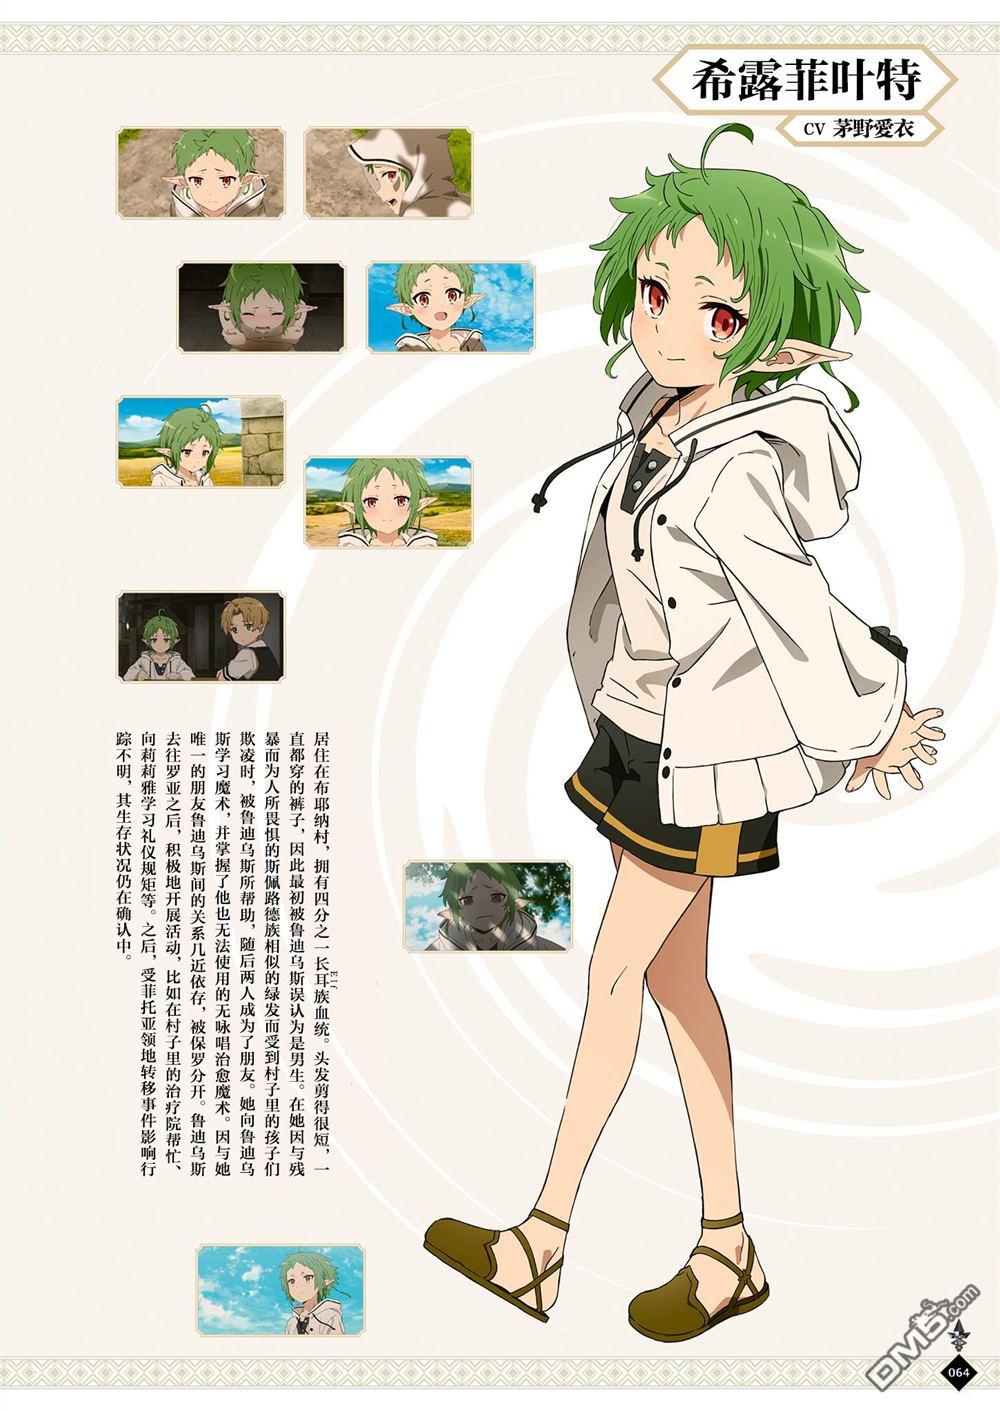 希露菲叶特
CV 茅野愛衣
居住在布耶纳村，拥有四分之一长耳族血统。头发剪得很短，一
Elf
直都穿的裤子，因此最初被鲁迪乌斯误认为是男生。在她因与残
暴而为人所畏惧的斯佩路德族相似的绿发而受到村子里的孩子们
欺凌时，被鲁迪乌斯所帮助，随后两人成为了朋友。她向鲁迪乌
斯学习魔术，并掌握了他也无法使用的无咏唱治愈魔术。因与她
唯一的朋友鲁迪乌斯间的关系几近依存，被保罗分开。鲁迪乌斯
去往罗亚之后，积极地开展活动，比如在村子里的治疗院帮忙、
向莉莉雅学习礼仪规矩等。之后，受菲托亚领地转移事件影响行
踪不明，其生存状况仍在确认中。
DM5.com
064